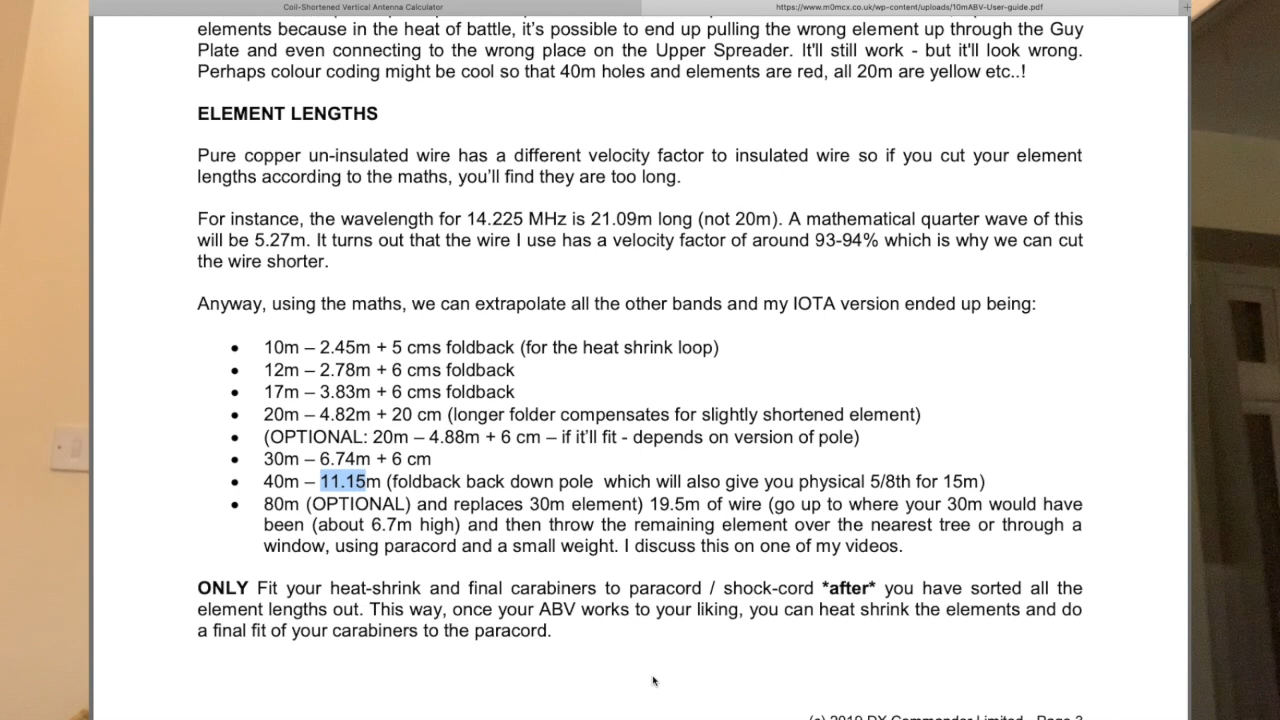 Coil-Shortened Vertical Antenna Calculator
https://www.m0mcx.co.uk/wp-content/uploads/10mABV-User-guide.pdf
elements because in the heat of battle, it's possible to end up pulling the wrong element up through the Guy
Plate and even connecting to the wrong place on the Upper Spreader. It'll still work - but it'll look wrong.
Perhaps colour coding might be cool so that 40m holes and elements are red, all 20m are yellow etc..!
ELEMENT LENGTHS
Pure copper un-insulated wire has a different velocity factor to insulated wire so if you cut your element
lengths according to the maths, you'll find they are too long.
For instance, the wavelength for 14.225 MHz is 21.09m long (not 20m). A mathematical quarter wave of this
will be 5.27m. It turns out that the wire I use has a velocity factor of around 93-94% which is why we can cut
the wire shorter.
Anyway, using the maths, we can extrapolate all the other bands and my IOTA version ended up being:
• 10m – 2.45m + 5 cms foldback (for the heat shrink loop)
• 12m – 2.78m + 6 cms foldback
• 17m – 3.83m + 6 cms foldback
• 20m – 4.82m + 20 cm (longer folder compensates for slightly shortened element)
• (OPTIONAL: 20m – 4.88m + 6 cm – if it'll fit - depends on version of pole)
• 30m – 6.74m + 6 cm
• 40m – 11.15m (foldback back down pole which will also give you physical 5/8th for 15m)
• 80m (OPTIONAL) and replaces 30m element) 19.5m of wire (go up to where your 30m would have
been (about 6.7m high) and then throw the remaining element over the nearest tree or through a
window, using paracord and a small weight. I discuss this on one of my videos.
ONLY Fit your heat-shrink and final carabiners to paracord / shock-cord *after* you have sorted all the
element lengths out. This way, once your ABV works to your liking, you can heat shrink the elements and do
a final fit of your carabiners to the paracord.
(c) 2019 DX Commander Limited - Page 3